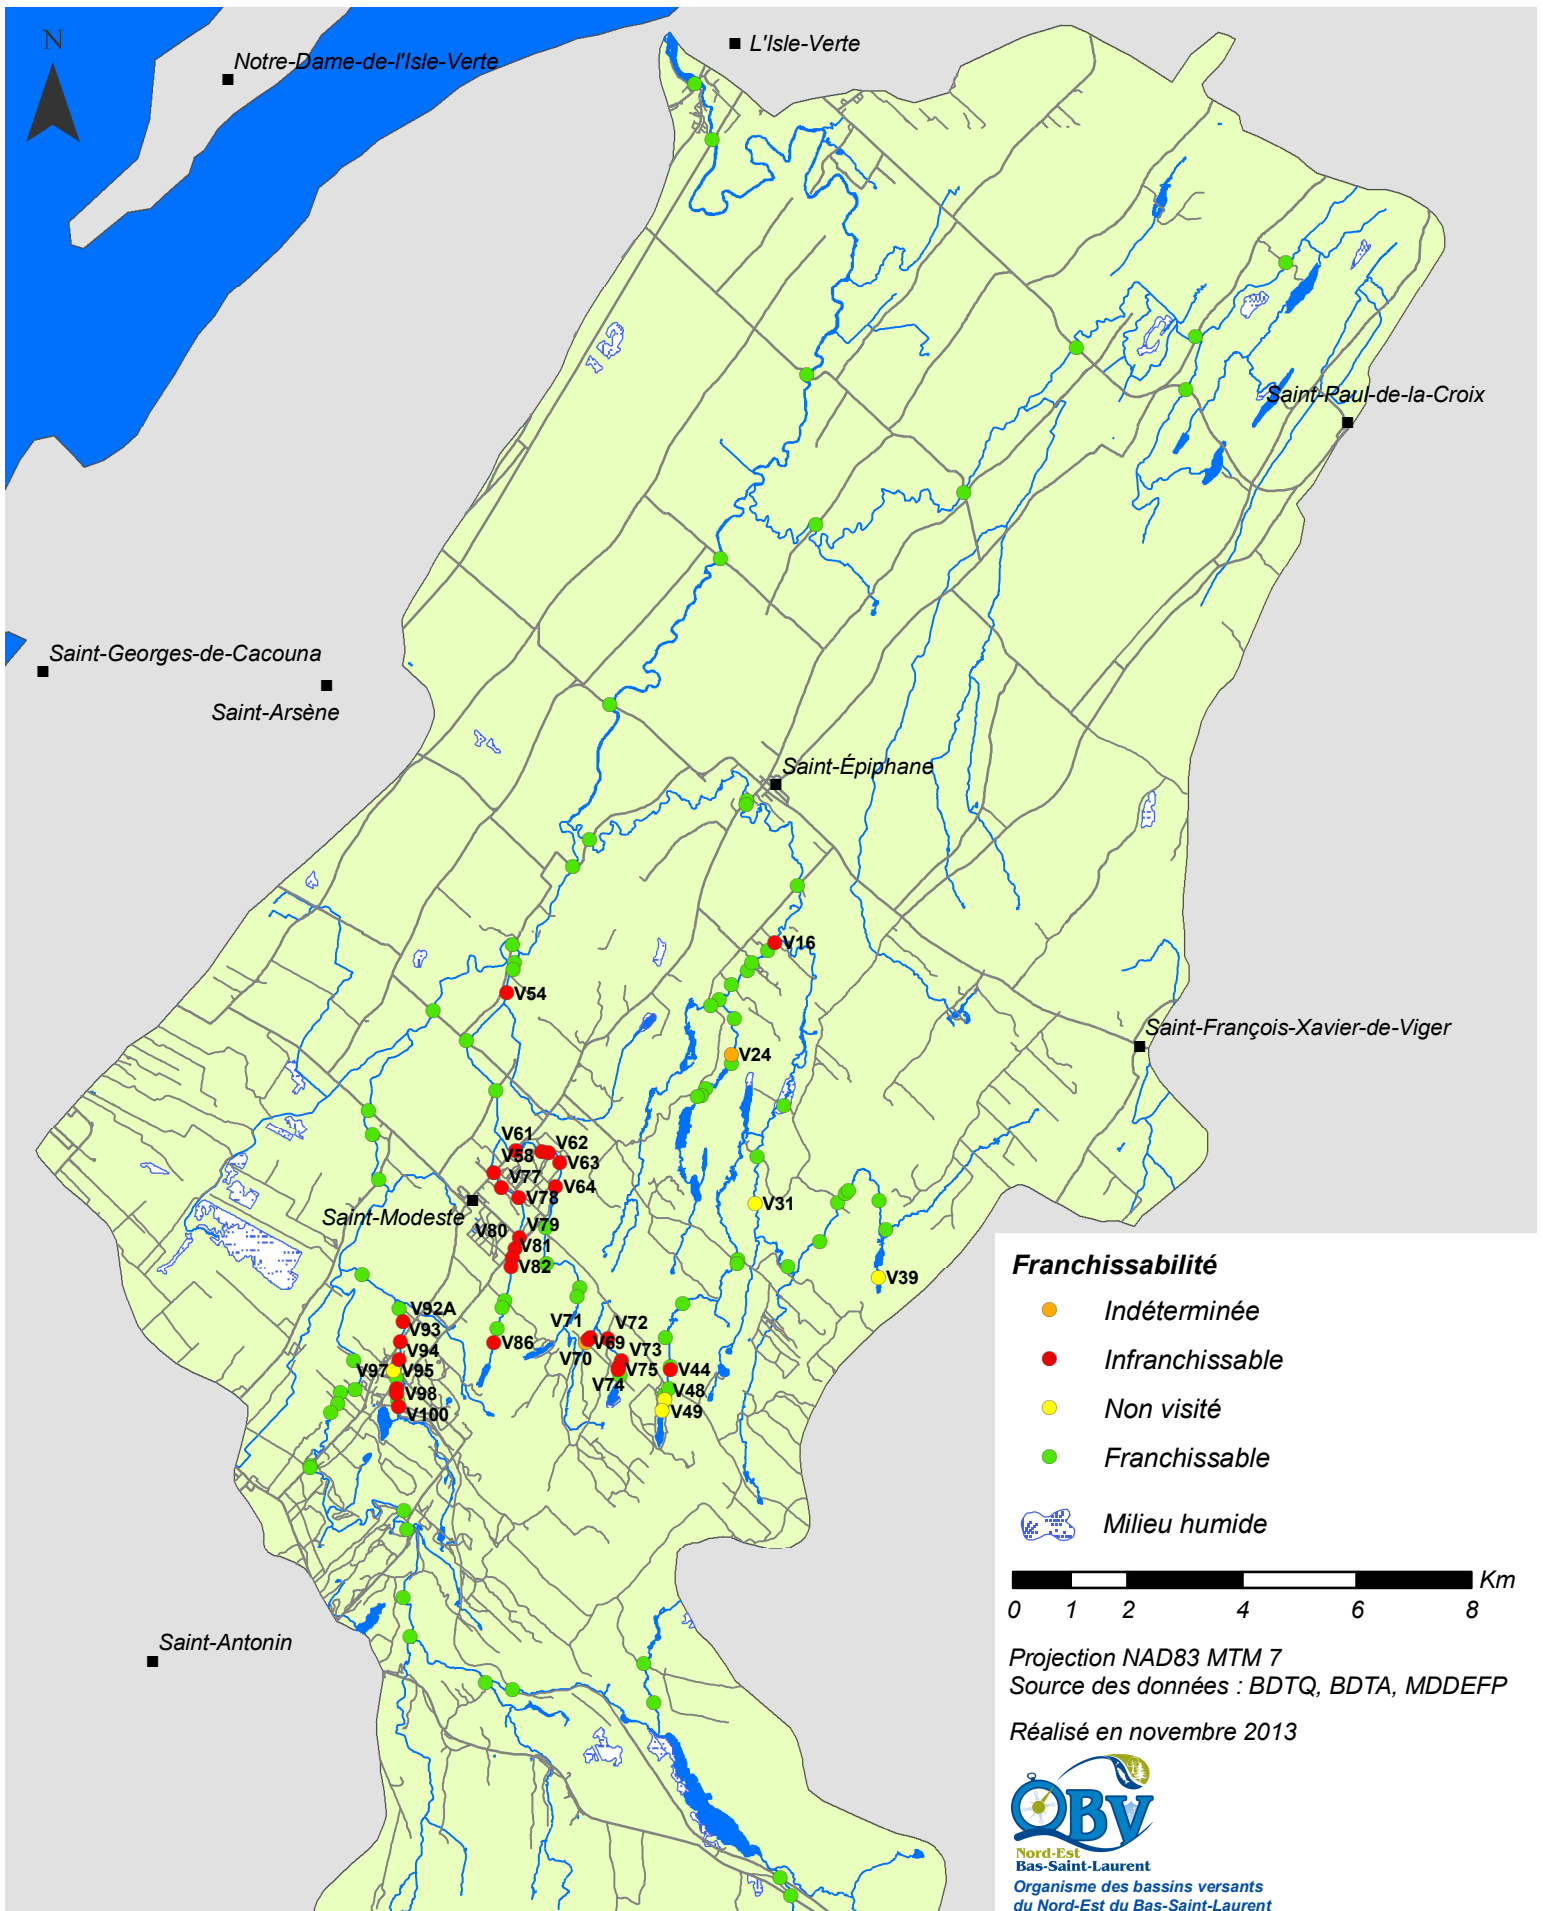 N
L'Isle-Verte
Notre-Dame-de-l'Isle-Verte
Saint-Paul-de-la-Croix
Saint-Georges-de-Cacouna
Saint-Arsène
Saint-Épiphane
V16
V54
Saint-François-Xavier-de-Viger
V24
V61
V62
V58
V63
V77
V64
V78
V31
Saint-Modeste
V79
V80
V81
V82
V39
V92A
V93
V71
V72
V94
V86
V69
V73
V70
V97
V95
V75
V44
V74
V98
V48
V100
V49
Saint-Antonin
Franchissabilité
Indéterminée
Infranchissable
Non visité
Franchissable
Milieu humide
Km
0 1 2 4 6 8
Projection NAD83 MTM 7
Source des données : BDTQ, BDTA, MDDEFP
Réalisé en novembre 2013
OBV
Nord-Est
Bas-Saint-Laurent
Organisme des bassins versants
du Nord-Est du Bas-Saint-Laurent